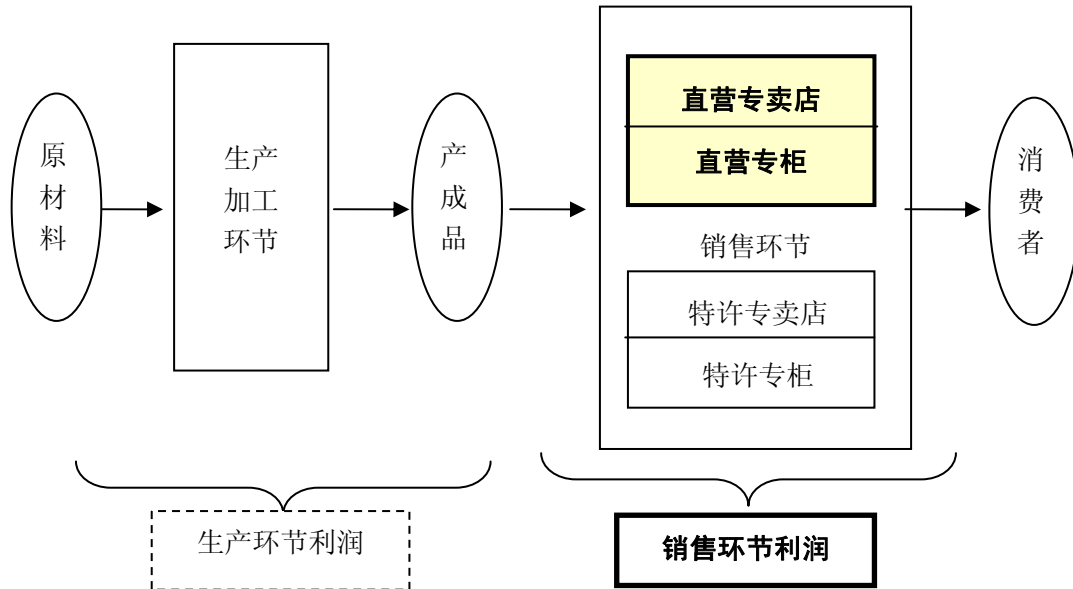 原
材
料
生产
加工
环节
产
成
品
直营专卖店
直营专柜
销售环节
特许专卖店
特许专柜
消
费
者
生产环节利润
销售环节利润